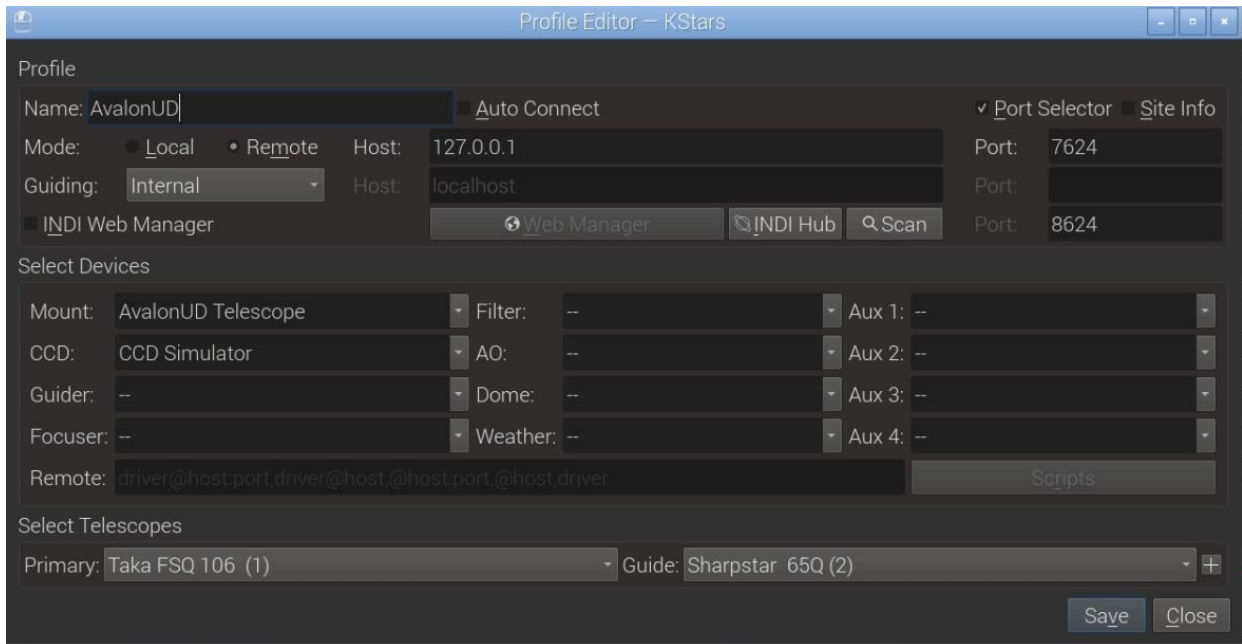 Profile Editor — KStars
Profile
Name: AvalonUD Auto Connect Port Selector Site Info
Mode: Local Remote Host: 127.0.0.1 Port: 7624
Guiding: Internal Host: localhost Port:
INDI Web Manager Web Manager INDI Hub Scan Port: 8624
Select Devices
Mount: AvalonUD Telescope Filter: -- Aux 1: --
CCD: CCD Simulator AO: -- Aux 2: --
Guider: -- Dome: -- Aux 3: --
Focuser: -- Weather: -- Aux 4: --
Remote: driver@host:port,driver@host,@host:port,@host,driver Scripts
Select Telescopes
Primary: Taka FSQ 106 (1) Guide: Sharpstar 65Q (2)
Save Close